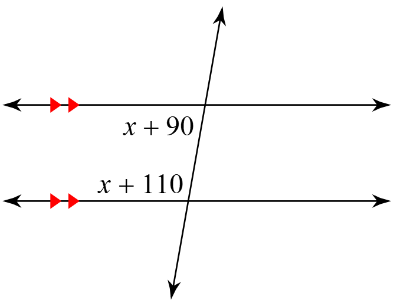 x + 90
x + 110